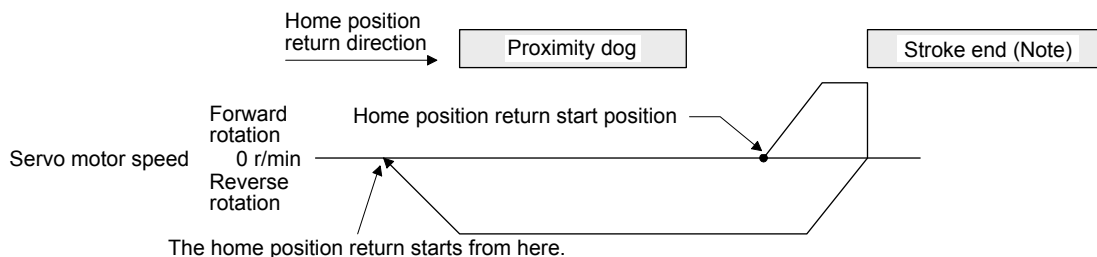 Home position
return direction
Proximity dog
Stroke end (Note)
Forward
rotation
Home position return start position
Servo motor speed
0 r/min
Reverse
rotation
The home position return starts from here.